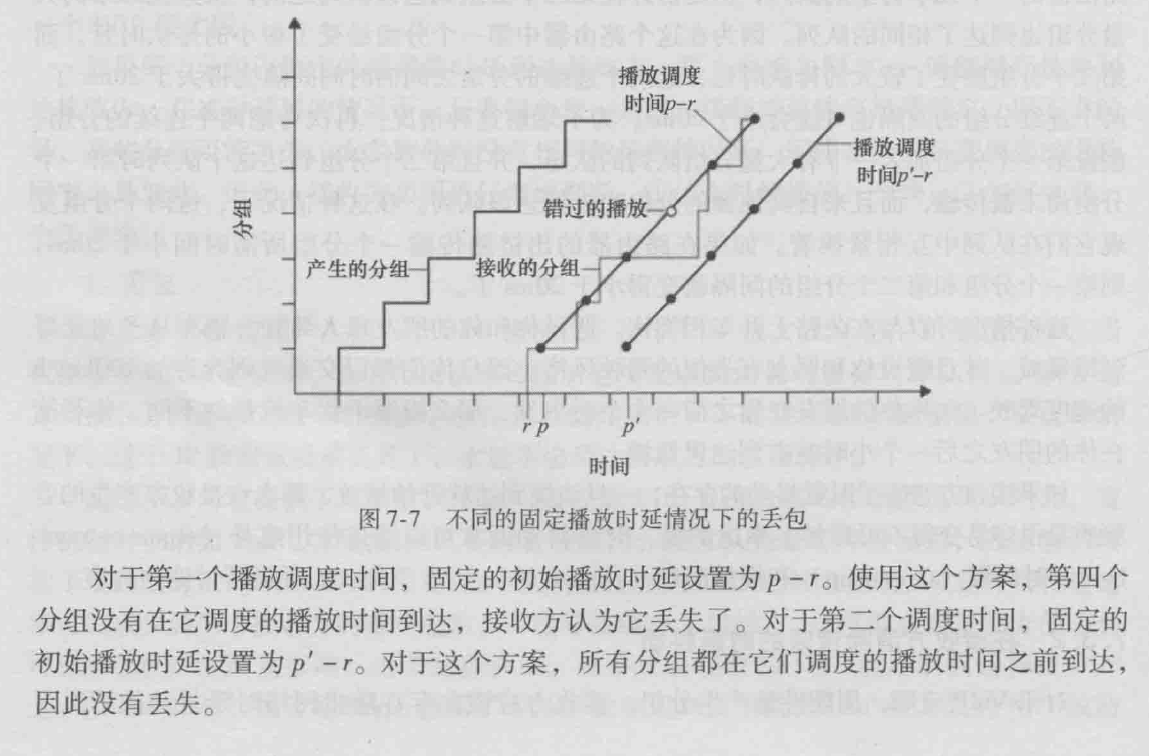 播放调度
时间p-r
播放调度
时间p'-r
错过的播放
分组
产生的分组
接收的分组
r p
p'
时间
图 7-7 不同的固定播放时延情况下的丢包
对于第一个播放调度时间，固定的初始播放时延设置为 p-r。使用这个方案，第四个
分组没有在它调度的播放时间到达，接收方认为它丢失了。对于第二个调度时间，固定的
初始播放时延设置为 p'-r。对于这个方案，所有分组都在它们调度的播放时间之前到达，
因此没有丢失。